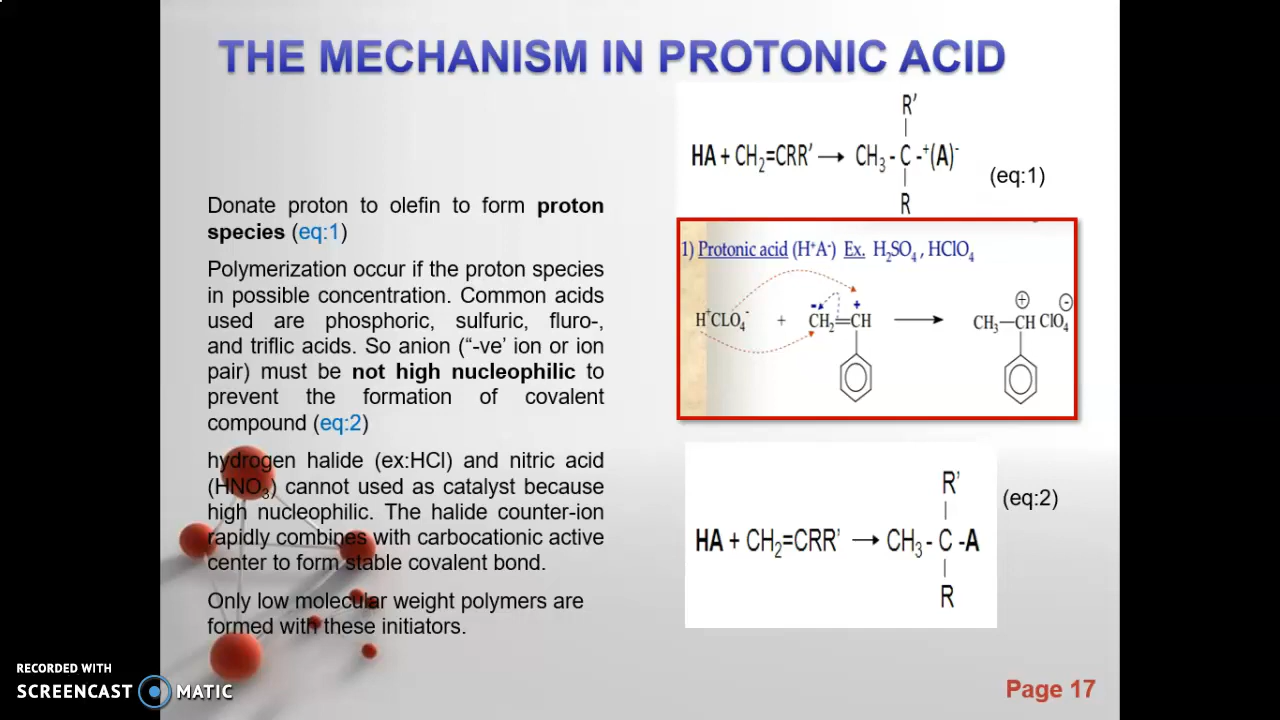 THE MECHANISM IN PROTONIC ACID
Donate proton to olefin to form proton
species (eq:1)
Polymerization occur if the proton species
in possible concentration. Common acids
used are phosphoric, sulfuric, fluro-,
and triflic acids. So anion (“-ve’ ion or ion
pair) must be not high nucleophilic to
prevent the formation of covalent
compound (eq:2)
hydrogen halide (ex:HCl) and nitric acid
(HNO₃) cannot used as catalyst because
high nucleophilic. The halide counter-ion
rapidly combines with carbocationic active
center to form stable covalent bond.
Only low molecular weight polymers are
formed with these initiators.
R′
HA + CH₂=CRR′ → CH₃ - C -⁺(A)⁻
R
(eq:1)
1) Protonic acid (H⁺A⁻) Ex. H₂SO₄ , HClO₄
H⁺CLO₄⁻ + CH₂=CH → CH₃—CH ClO₄
- + + -
R’
HA + CH₂=CRR’ → CH₃ - C -A
R
(eq:2)
RECORDED WITH
SCREENCAST MATIC
Page 17